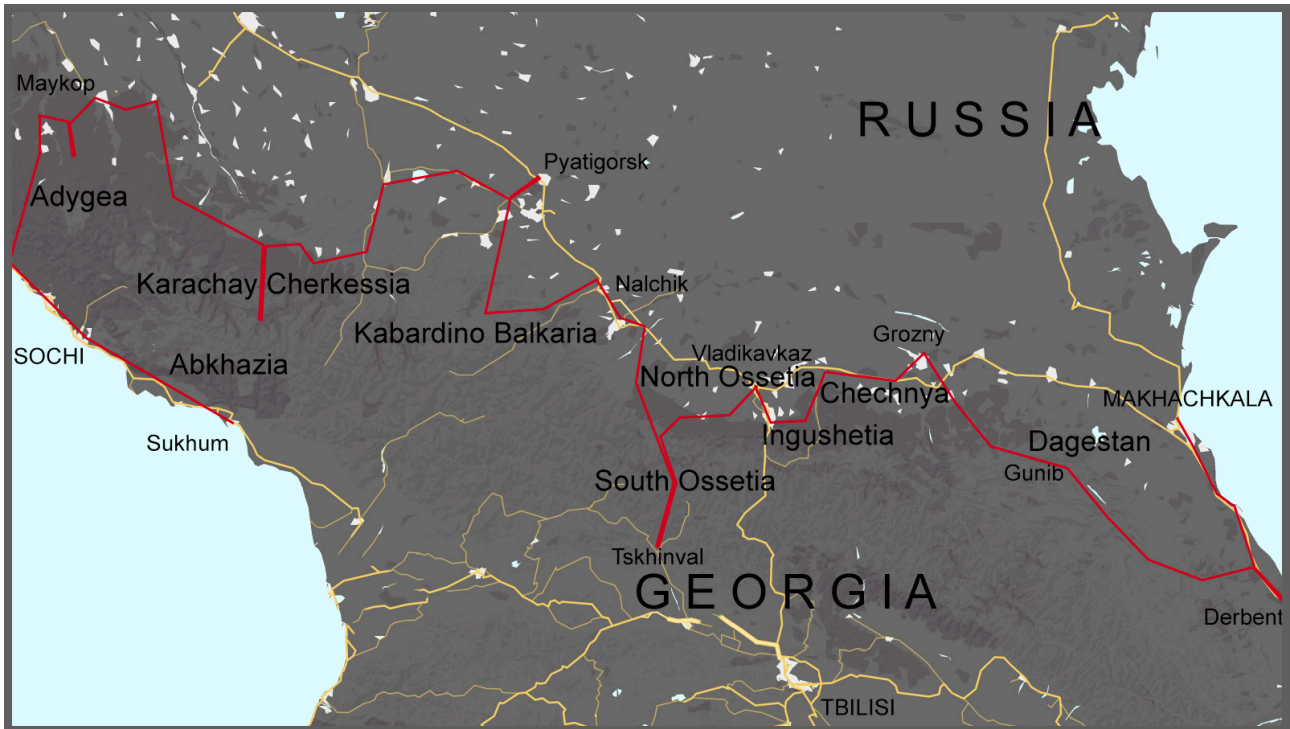 Maykop
RUSSIA
Pyatigorsk
Adygea
Karachay Cherkessia
Nalchik
Kabardino Balkaria
Grozny
SOCHI
Abkhazia
Vladikavkaz
North Ossetia
Chechnya
MAKHACHKALA
Sukhum
Ingushetia
Dagestan
Gunib
South Ossetia
Tskhinval
GEORGIA
Derbent
TBILISI